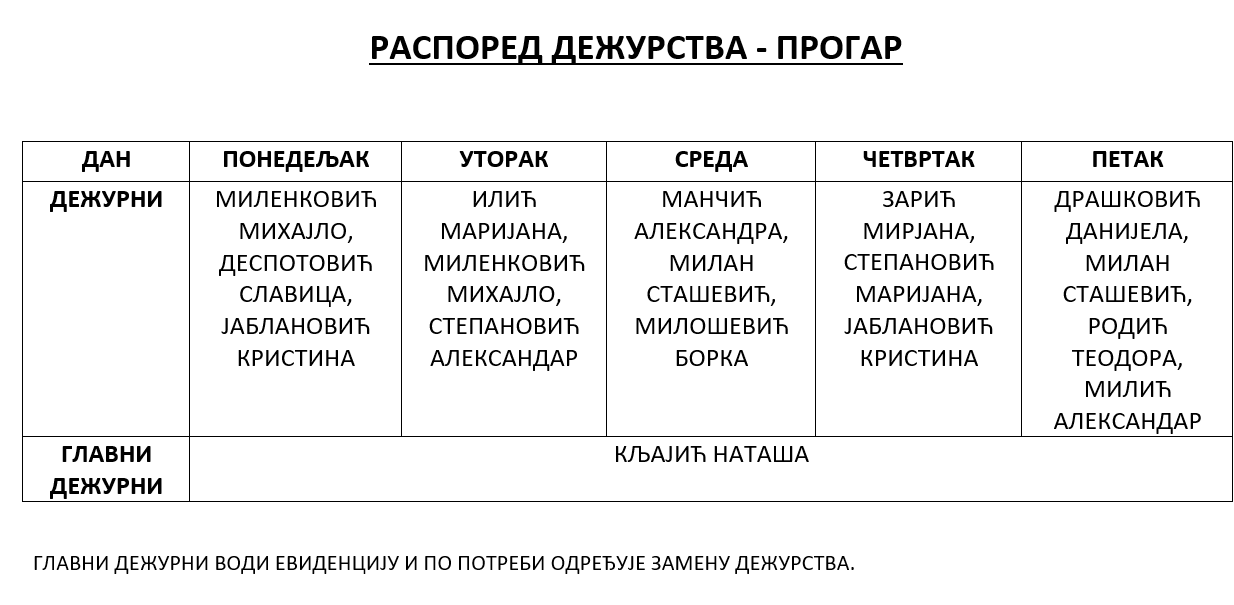 РАСПОРЕД ДЕЖУРСТВА - ПРОГАР
ДАН ПОНЕДЕЉАК УТОРАК СРЕДА ЧЕТВРТАК ПЕТАК
ДЕЖУРНИ
МИЛЕНКОВИЋ
МИХАЈЛО,
ДЕСПОТОВИЋ
СЛАВИЦА,
ЈАБЛАНОВИЋ
КРИСТИНА
ИЛИЋ
МАРИЈАНА,
МИЛЕНКОВИЋ
МИХАЈЛО,
СТЕПАНОВИЋ
АЛЕКСАНДАР
МАНЧИЋ
АЛЕКСАНДРА,
МИЛАН
СТАШЕВИЋ,
МИЛОШЕВИЋ
БОРКА
ЗАРИЋ
МИРЈАНА,
СТЕПАНОВИЋ
МАРИЈАНА,
ЈАБЛАНОВИЋ
КРИСТИНА
ДРАШКОВИЋ
ДАНИЈЕЛА,
МИЛАН
СТАШЕВИЋ,
РОДИЋ
ТЕОДОРА,
МИЛИЋ
АЛЕКСАНДАР
ГЛАВНИ
ДЕЖУРНИ
КЉАЈИЋ НАТАША
ГЛАВНИ ДЕЖУРНИ ВОДИ ЕВИДЕНЦИЈУ И ПО ПОТРЕБИ ОДРЕЂУЈЕ ЗАМЕНУ ДЕЖУРСТВА.